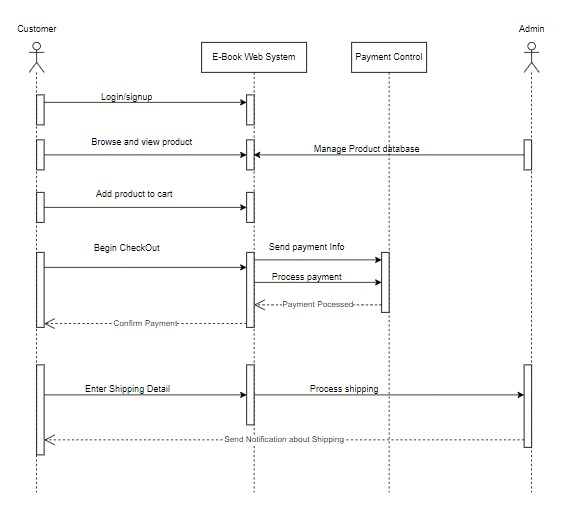 Customer
Admin
E-Book Web System
Payment Control
Login/signup
Browse and view product
Manage Product database
Add product to cart
Begin CheckOut
Send payment Info
Process payment
Payment Pocessed
Confirm Payment
Enter Shipping Detail
Process shipping
Send Notification about Shipping